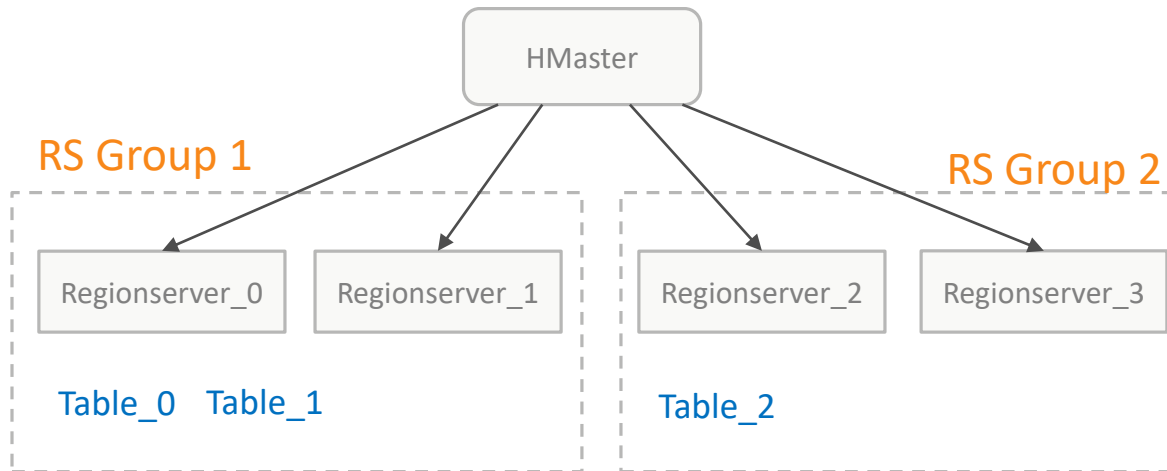 HMaster
RS Group 1
RS Group 2
Regionserver_0
Regionserver_1
Regionserver_2
Regionserver_3
Table_0
Table_1
Table_2